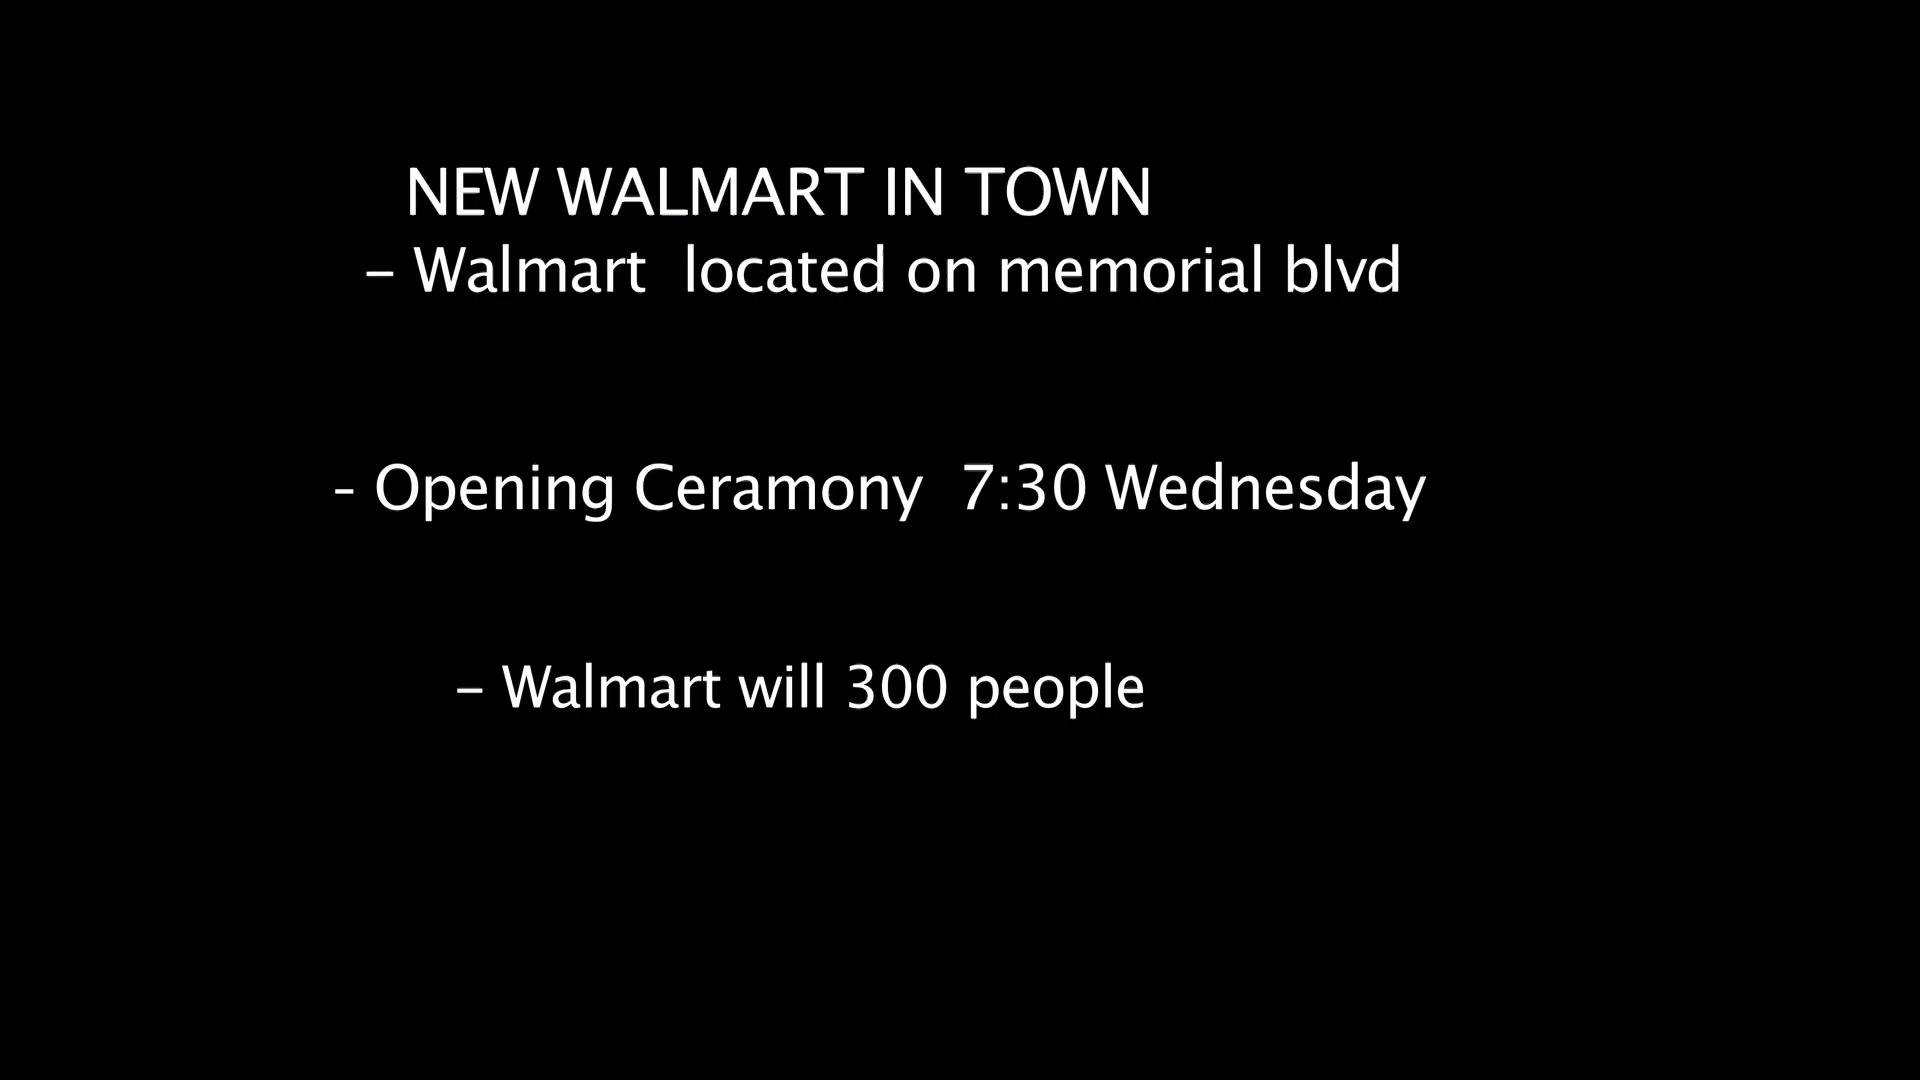 NEW WALMART IN TOWN
– Walmart  located on memorial blvd
- Opening Ceramony  7:30 Wednesday
– Walmart will 300 people